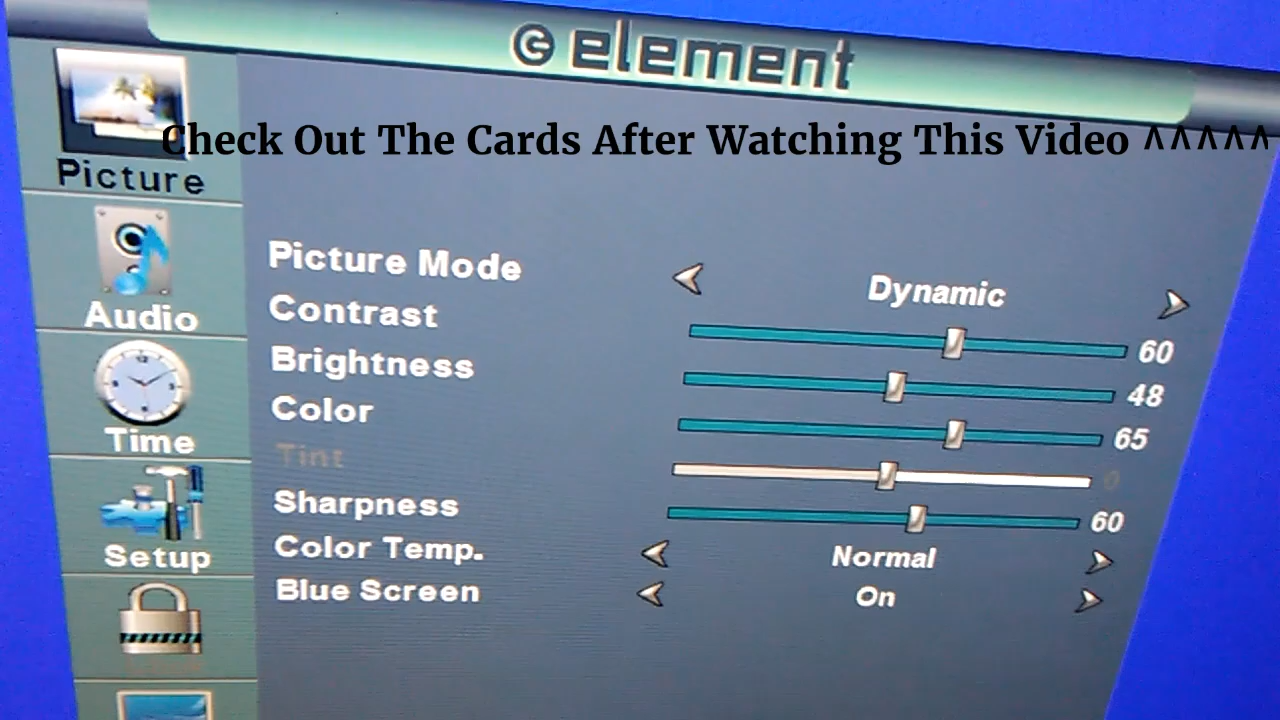 element
Check Out The Cards After Watching This Video ^^^^^
Picture
Audio
Time
Setup
Picture Mode
Dynamic
Contrast
60
Brightness
48
Color
65
Tint
0
Sharpness
60
Color Temp.
Normal
Blue Screen
On